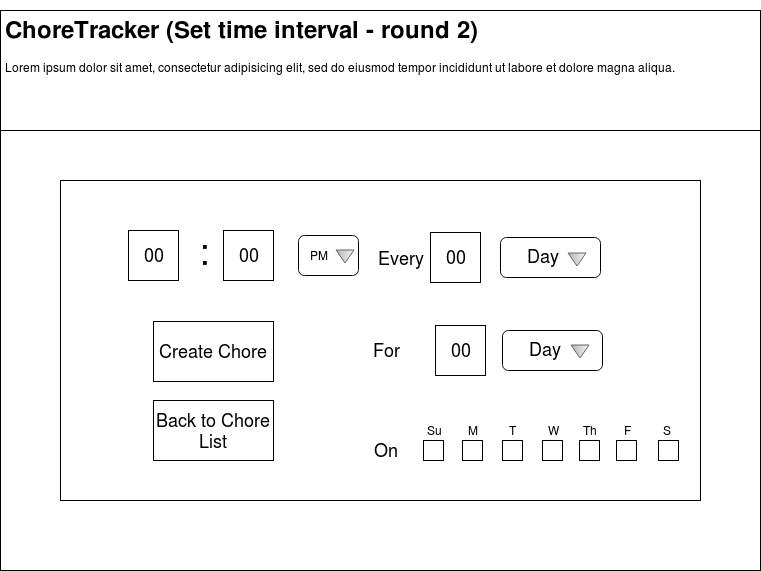 ChoreTracker (Set time interval - round 2)
Lorem ipsum dolor sit amet, consectetur adipisicing elit, sed do eiusmod tempor incididunt ut labore et dolore magna aliqua.
00 : 00 PM Every 00 Day
Create Chore
For 00 Day
Back to Chore
List
Su M T W Th F S
On